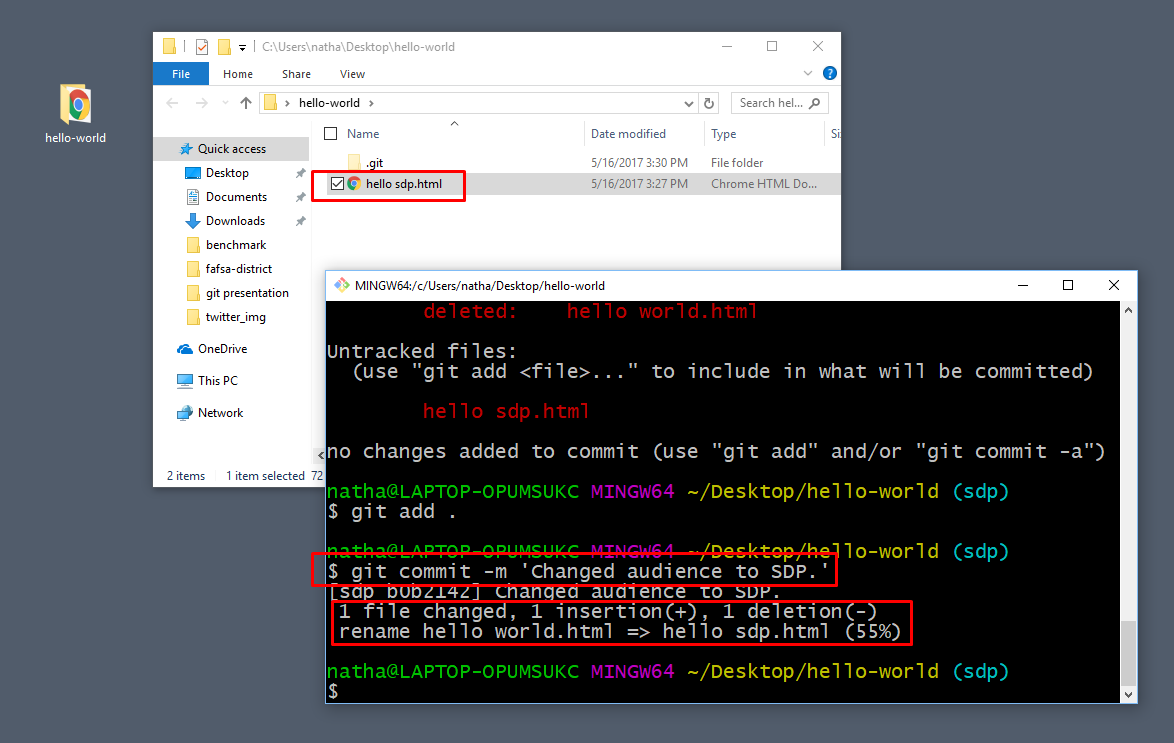 hello-world
C:\Users\natha\Desktop\hello-world
File Home Share View
hello-world
Search hel...
Name Date modified Type
Quick access
Desktop
Documents
Downloads
benchmark
fafsa-district
git presentation
twitter_img
OneDrive
This PC
Network
.git 5/16/2017 3:30 PM File folder
hello sdp.html 5/16/2017 3:27 PM Chrome HTML Do...
2 items 1 item selected 72
MINGW64:/c/Users/natha/Desktop/hello-world
deleted: hello world.html
Untracked files:
(use "git add <file>..." to include in what will be committed)
hello sdp.html
no changes added to commit (use "git add" and/or "git commit -a")
natha@LAPTOP-OPUMSUKC MINGW64 ~/Desktop/hello-world (sdp)
$ git add .
natha@LAPTOP-OPUMSUKC MINGW64 ~/Desktop/hello-world (sdp)
$ git commit -m 'Changed audience to SDP.'
[sdp b0b2142] Changed audience to SDP.
1 file changed, 1 insertion(+), 1 deletion(-)
rename hello world.html => hello sdp.html (55%)
natha@LAPTOP-OPUMSUKC MINGW64 ~/Desktop/hello-world (sdp)
$